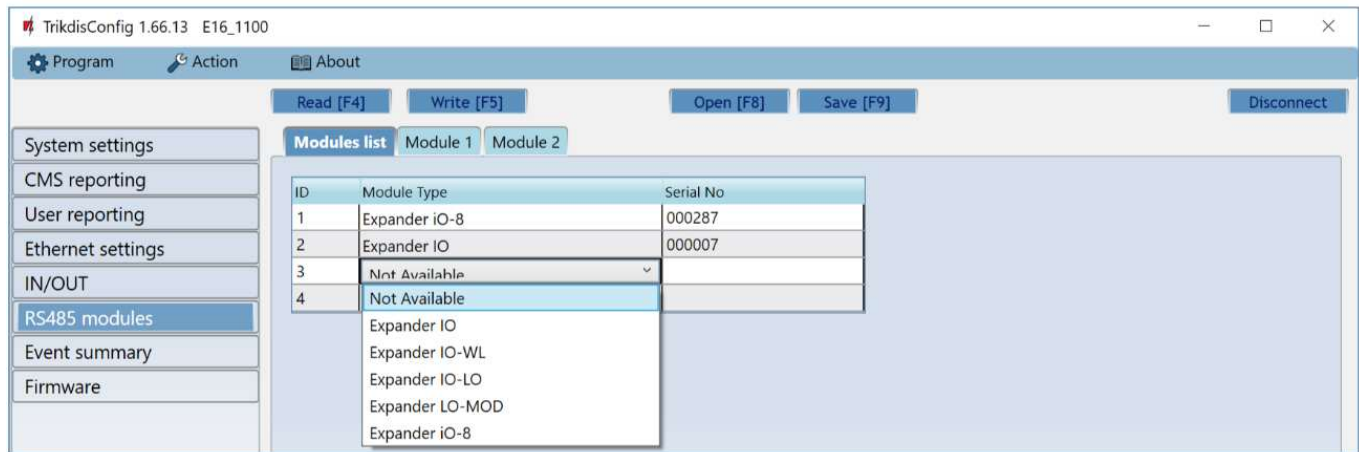 TrikdisConfig 1.66.13 E16_1100
Program Action About
Read [F4] Write [F5] Open [F8] Save [F9] Disconnect
System settings
CMS reporting
User reporting
Ethernet settings
IN/OUT
RS485 modules
Event summary
Firmware
Modules list Module 1 Module 2
ID Module Type Serial No
1 Expander iO-8 000287
2 Expander IO 000007
3 Not Available
4
Not Available
Expander IO
Expander IO-WL
Expander IO-LO
Expander LO-MOD
Expander iO-8